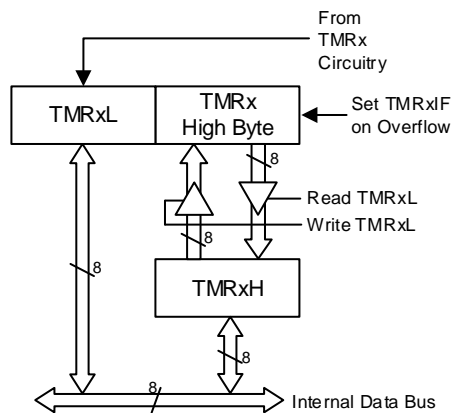 From
TMRx
Circuitry
TMRxL
TMRx
High Byte
Set TMRxIF
on Overflow
8
Read TMRxL
Write TMRxL
8
8
TMRxH
8
8
Internal Data Bus